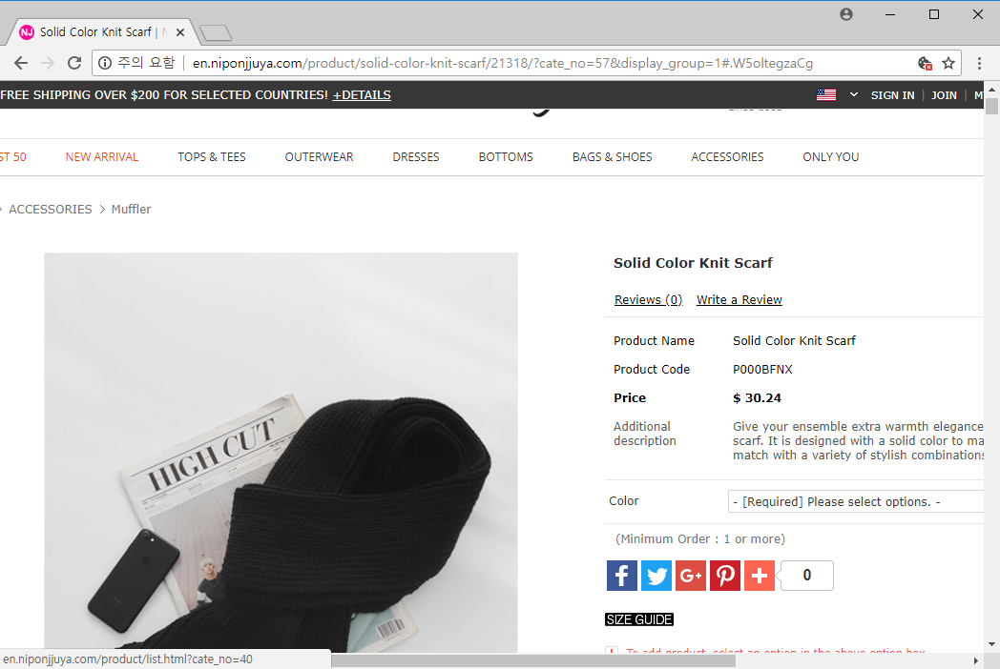 NJ Solid Color Knit Scarf | N
주의 요함 en.niponjjuya.com/product/solid-color-knit-scarf/21318/?cate_no=57&display_group=1#.W5oltegzaCg
FREE SHIPPING OVER $200 FOR SELECTED COUNTRIES! +DETAILS SIGN IN | JOIN | M
ST 50 NEW ARRIVAL TOPS & TEES OUTERWEAR DRESSES BOTTOMS BAGS & SHOES ACCESSORIES ONLY YOU
> ACCESSORIES > Muffler
Solid Color Knit Scarf
Reviews (0) Write a Review
Product Name Solid Color Knit Scarf
Product Code P000BFNX
Price $ 30.24
Additional description Give your ensemble extra warmth elegance
scarf. It is designed with a solid color to ma
match with a variety of stylish combinations
Color - [Required] Please select options. -
(Minimum Order : 1 or more)
f G+ + 0
SIZE GUIDE
! To add product, select an option in the above option box.
HIGH CUT
en.niponjjuya.com/product/list.html?cate_no=40